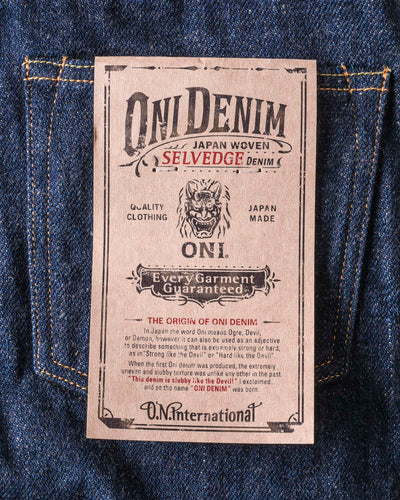 ONI DENIM
JAPAN WOVEN
SELVEDGE DENIM
QUALITY CLOTHING
JAPAN MADE
ONI®
Every Garment
Guaranteed
THE ORIGIN OF ONI DENIM
In Japan the word Oni means Ogre, Devil,
or Demon, however it can also be used as an adjective
to describe something that is extremely strong or hard,
as in "Strong like the Devil" or "Hard like the Devil".
When the first Oni denim was produced, the extremely
uneven and slubby texture was unlike any other in the past.
"This denim is slubby like the Devil!" I exclaimed
and so the name "ONI DENIM" was born.
O.N.International